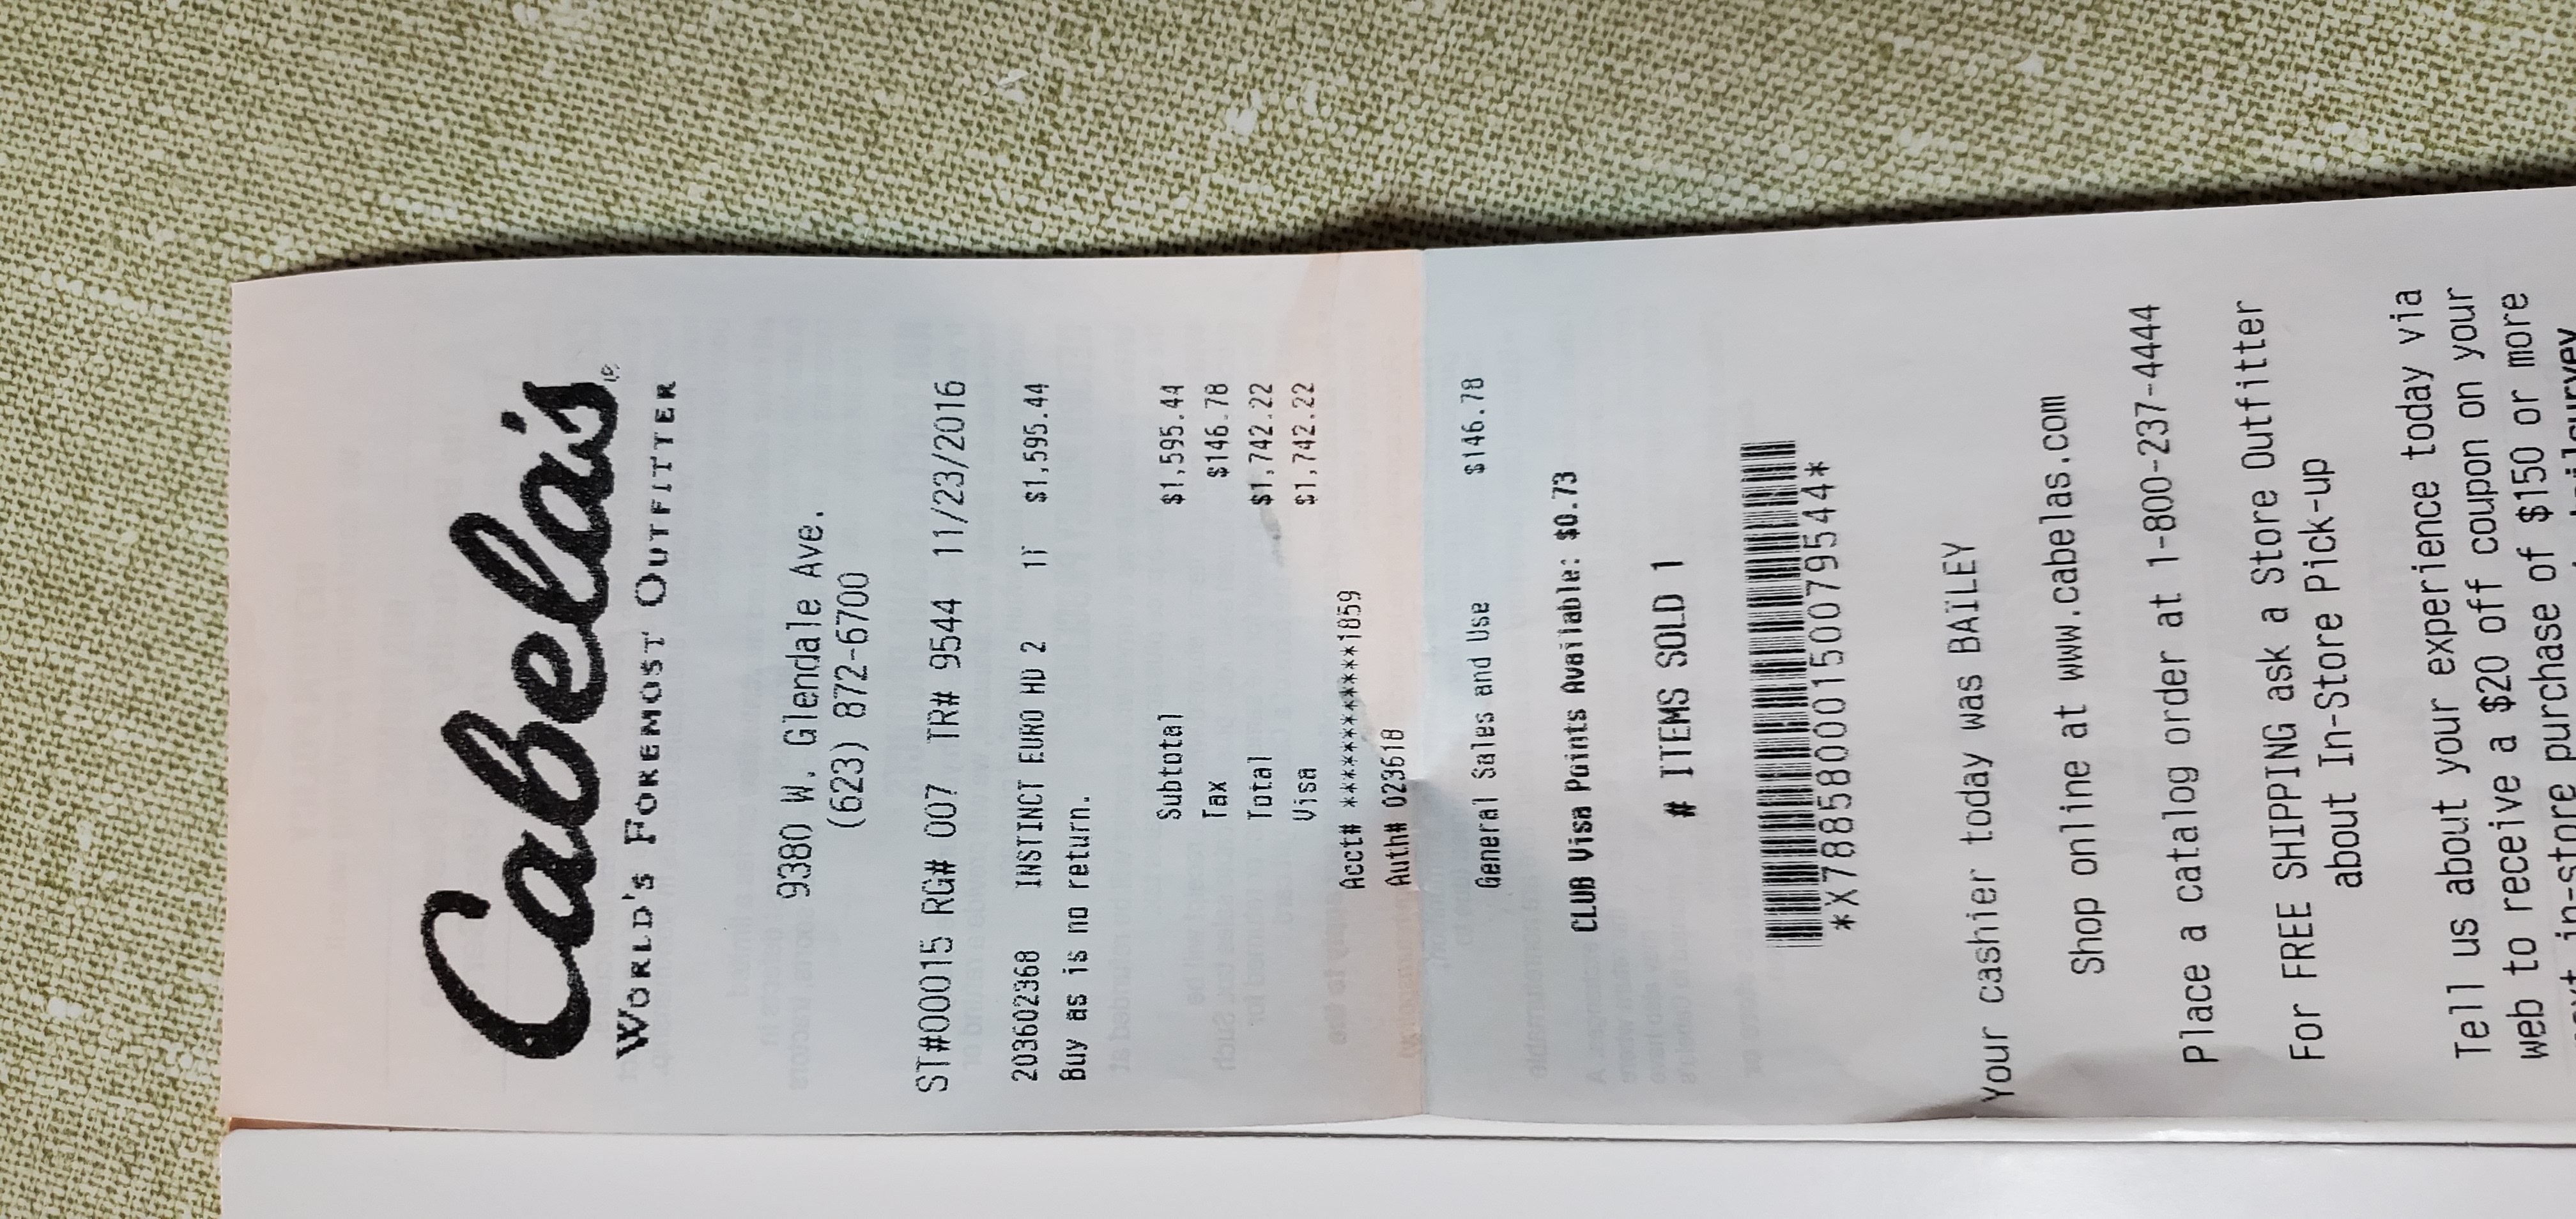 Cabela's
WORLD'S FOREMOST OUTFITTER
9380 W. Glendale Ave.
(623) 872-6700
ST#00015 RG# 007 TR# 9544 11/23/2016
203602368 INSTINCT EURO HD 2 1T $1,595.44
Buy as is no return.
Subtotal $1,595.44
Tax $146.78
Total $1,742.22
Visa $1,742.22
Acct# ************1859
Auth# 023618
General Sales and Use $146.78
CLUB Visa Points Available: $0.73
# ITEMS SOLD 1
*X78858000150079544*
Your cashier today was BAILEY
Shop online at www.cabelas.com
Place a catalog order at 1-800-237-4444
For FREE SHIPPING ask a Store Outfitter
about In-Store Pick-up
Tell us about your experience today via
web to receive a $20 off coupon on your
next in-store purchase of $150 or more